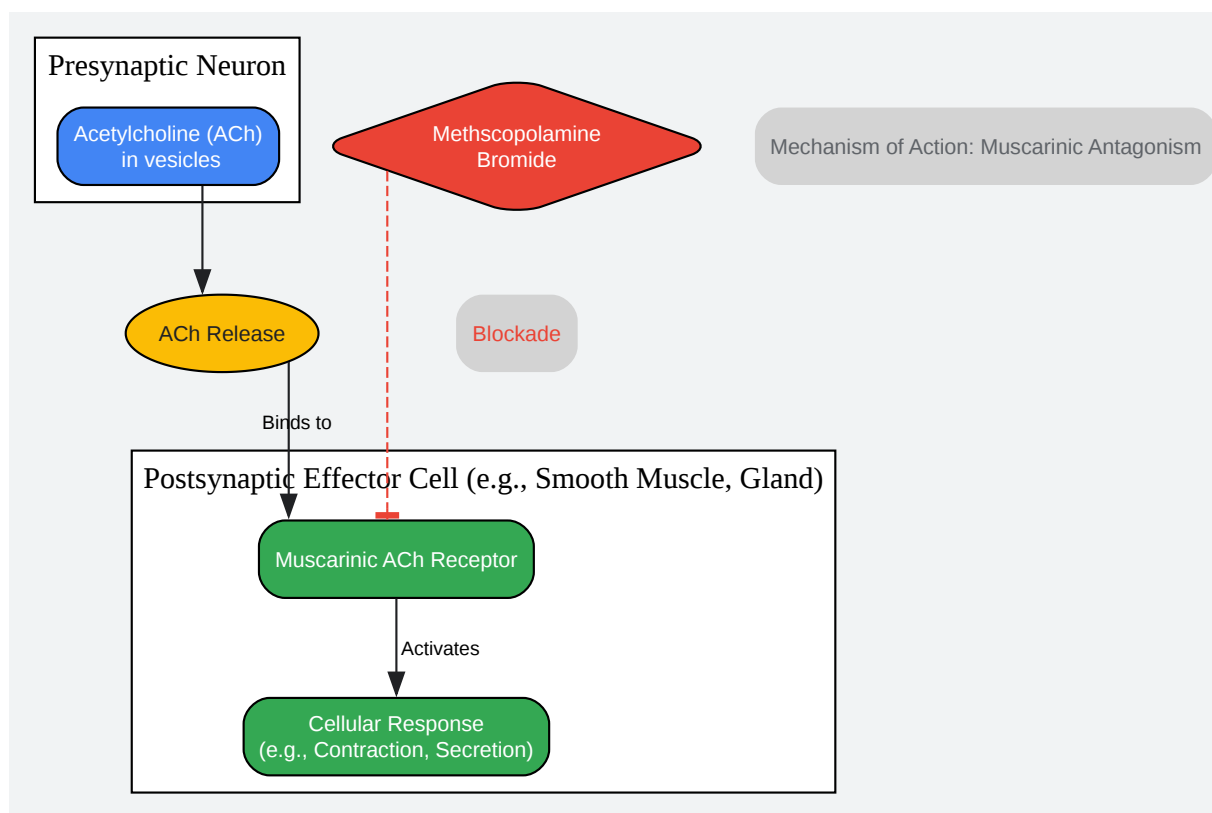 Presynaptic Neuron
Acetylcholine (ACh)
in vesicles
Methscopolamine
Bromide
Mechanism of Action: Muscarinic Antagonism
ACh Release
Blockade
Binds to
Postsynaptic Effector Cell (e.g., Smooth Muscle, Gland)
Muscarinic ACh Receptor
Activates
Cellular Response
(e.g., Contraction, Secretion)